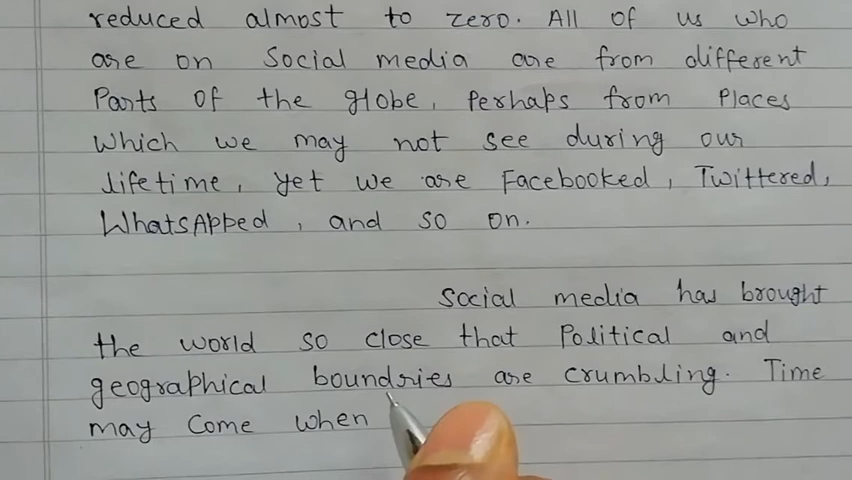 reduced almost to zero. All of us who
are on Social media are from different
Parts of the globe, Perhaps from Places
Which we may not see during our
lifetime, yet we are Facebooked, Twittered,
WhatsApped, and so on.
Social media has brought
the world so close that Political and
geographical boundries are crumbling. Time
may Come when